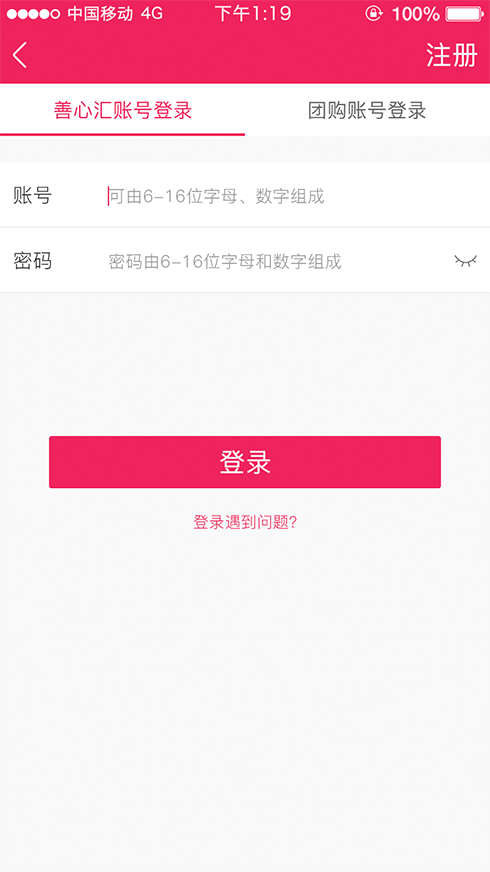 中国移动 4G 下午1:19 100%
注册
善心汇账号登录 团购账号登录
账号 可由6-16位字母、数字组成
密码 密码由6-16位字母和数字组成
登录
登录遇到问题?